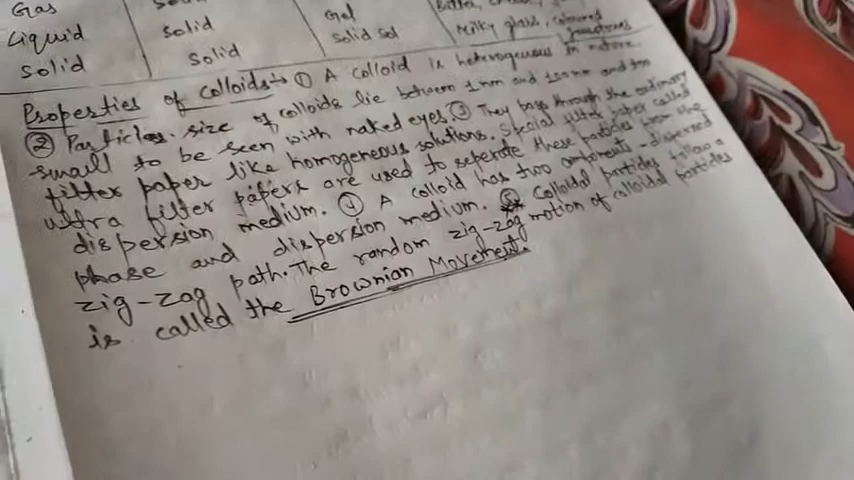 Gas
Liquid solid Gel
solid solid solid sol Milky glass, coloured
Properties of colloids→ ① A colloid is heterogeneous in nature.
② Particles size of colloids lie between 1 nm and 100 nm and too
small to be seen with naked eyes. ③ They pass through the ordinary
filter paper like homogeneous solutions. Special filter paper called
ultra filter papers are used to seperate these particles from the
dispersion medium. ④ A colloid has two components - dispersed
phase and dispersion medium. ⑤ Colloidal particles follow a
zig-zag path. The random zig-zag motion of colloidal particles
is called the Brownian Movement.